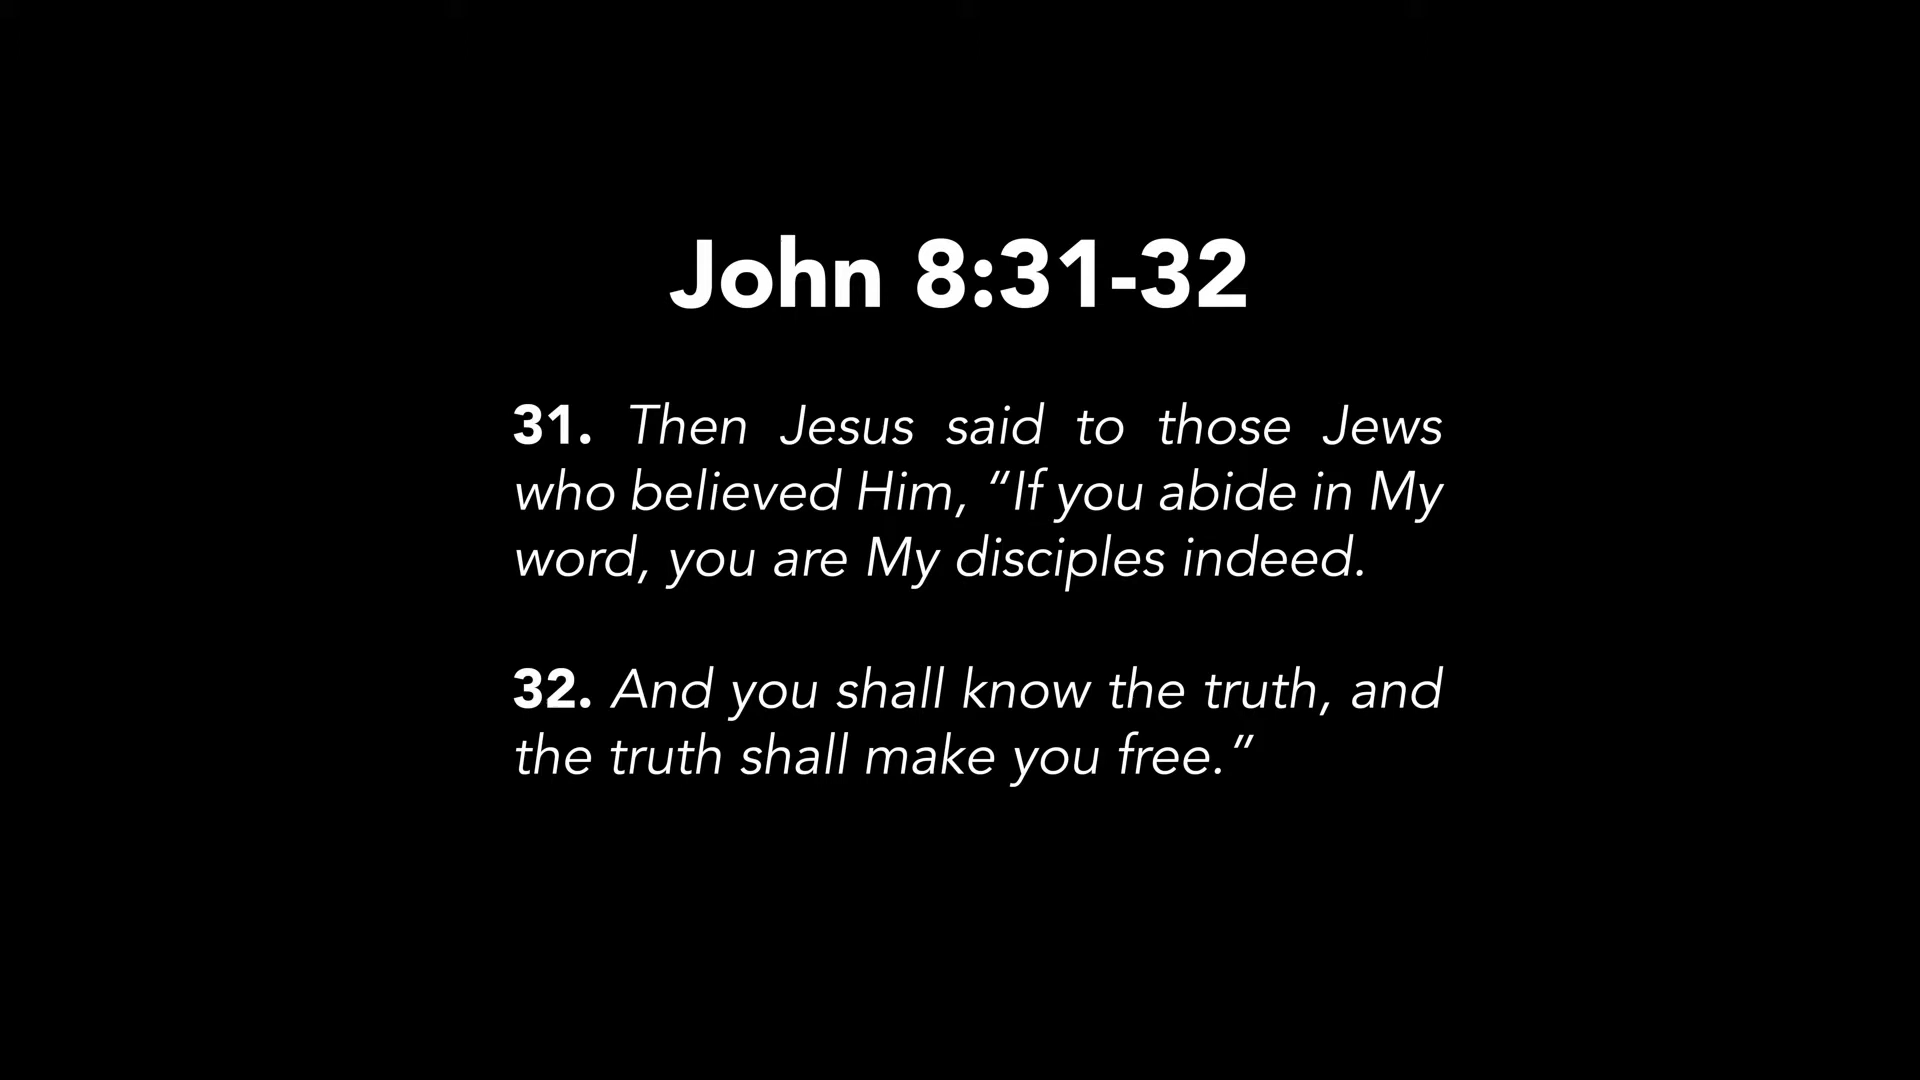 John 8:31-32
31. Then Jesus said to those Jews
who believed Him, “If you abide in My
word, you are My disciples indeed.
32. And you shall know the truth, and
the truth shall make you free.”